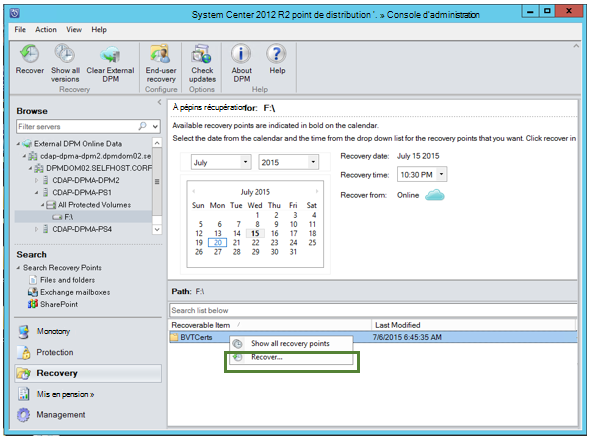 System Center 2012 R2 point de distribution '. » Console d'administration
File Action View Help
Recover
Show all versions
Clear External DPM
End-user recovery
Check updates
About DPM
Help
Recovery
Configure
Options
Help
Browse
Filter servers
External DPM Online Data
cdap-dpma-dpm2.dpmdom02.se
DPMDOM02.SELFHOST.CORF
CDAP-DPMA-DPM2
CDAP-DPMA-PS1
All Protected Volumes
F:\
CDAP-DPMA-PS4
Search
Search Recovery Points
Files and folders
Exchange mailboxes
SharePoint
Monotony
Protection
Recovery
Mis en pension »
Management
À pépins récupération for: F:\
Available recovery points are indicated in bold on the calendar.
Select the date from the calendar and the time from the drop down list for the recovery points that you want. Click recover in
July 2015
July 2015
Sun Mon Tue Wed Thu Fri Sat
1 2 3 4
5 6 7 8 9 10 11
12 13 14 15 16 17 18
19 20 21 22 23 24 25
26 27 28 29 30 31
Recovery date: July 15 2015
Recovery time: 10:30 PM
Recover from: Online
Path: F:\
Search list below
Recoverable Item / Last Modified
BVTCerts 7/6/2015 6:45:35 AM
Show all recovery points
Recover...